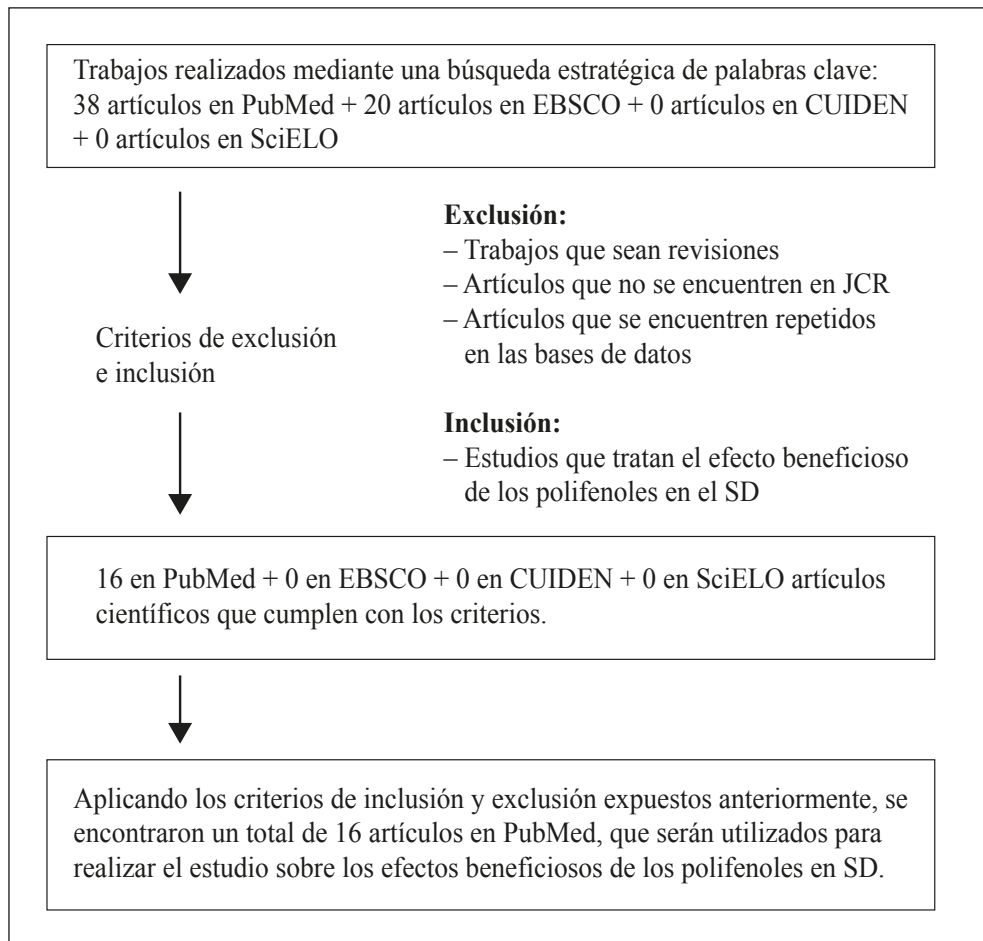 Trabajos realizados mediante una búsqueda estratégica de palabras clave:
38 artículos en PubMed + 20 artículos en EBSCO + 0 artículos en CUIDEN
+ 0 artículos en SciELO
Exclusión:
– Trabajos que sean revisiones
– Artículos que no se encuentren en JCR
– Artículos que se encuentren repetidos
en las bases de datos
Criterios de exclusión
e inclusión
Inclusión:
– Estudios que tratan el efecto beneficioso
de los polifenoles en el SD
16 en PubMed + 0 en EBSCO + 0 en CUIDEN + 0 en SciELO artículos
científicos que cumplen con los criterios.
Aplicando los criterios de inclusión y exclusión expuestos anteriormente, se
encontraron un total de 16 artículos en PubMed, que serán utilizados para
realizar el estudio sobre los efectos beneficiosos de los polifenoles en SD.